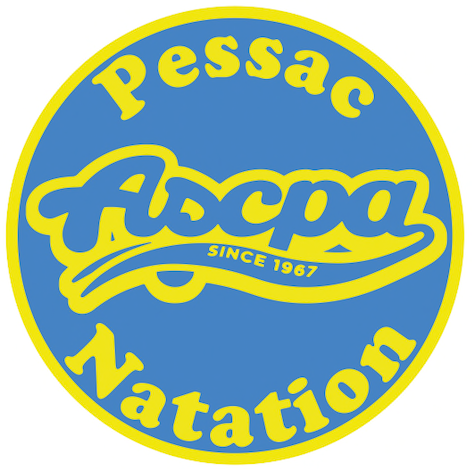 Pessac
Ascpa
SINCE 1967
Natation